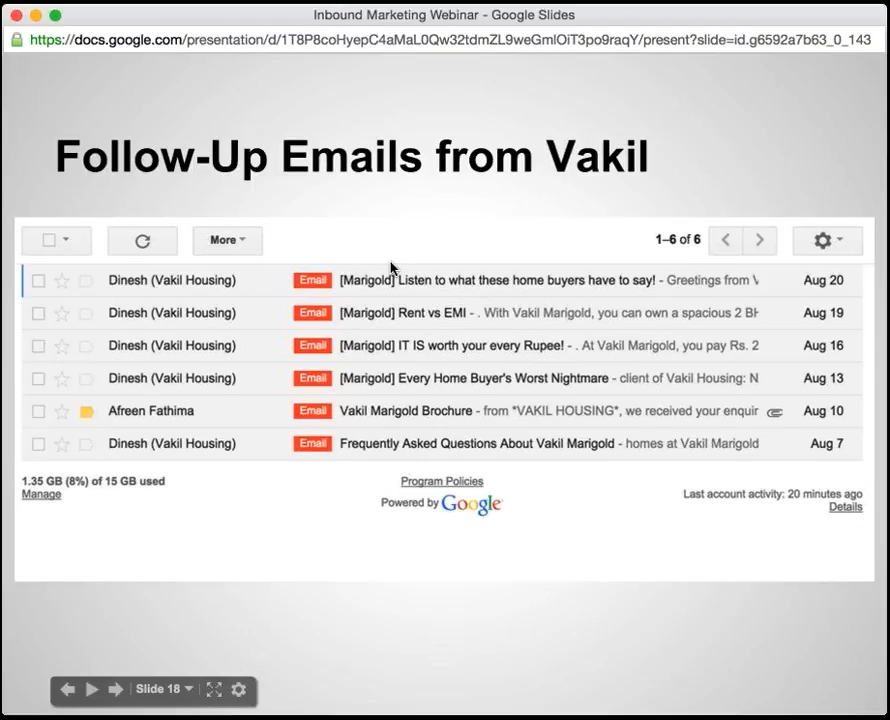 Inbound Marketing Webinar - Google Slides
https://docs.google.com/presentation/d/1T8P8coHyepC4aMaL0Qw32tdmZL9weGmlOiT3po9raqY/present?slide=id.g6592a7b63_0_143
Follow-Up Emails from Vakil
More 1–6 of 6
Dinesh (Vakil Housing) Email [Marigold] Listen to what these home buyers have to say! - Greetings from V Aug 20
Dinesh (Vakil Housing) Email [Marigold] Rent vs EMI - . With Vakil Marigold, you can own a spacious 2 BH Aug 19
Dinesh (Vakil Housing) Email [Marigold] IT IS worth your every Rupee! - . At Vakil Marigold, you pay Rs. 2 Aug 16
Dinesh (Vakil Housing) Email [Marigold] Every Home Buyer's Worst Nightmare - client of Vakil Housing: N Aug 13
Afreen Fathima Email Vakil Marigold Brochure - from *VAKIL HOUSING*, we received your enquir Aug 10
Dinesh (Vakil Housing) Email Frequently Asked Questions About Vakil Marigold - homes at Vakil Marigold Aug 7
1.35 GB (8%) of 15 GB used
Manage
Program Policies
Powered by Google
Last account activity: 20 minutes ago
Details
Slide 18